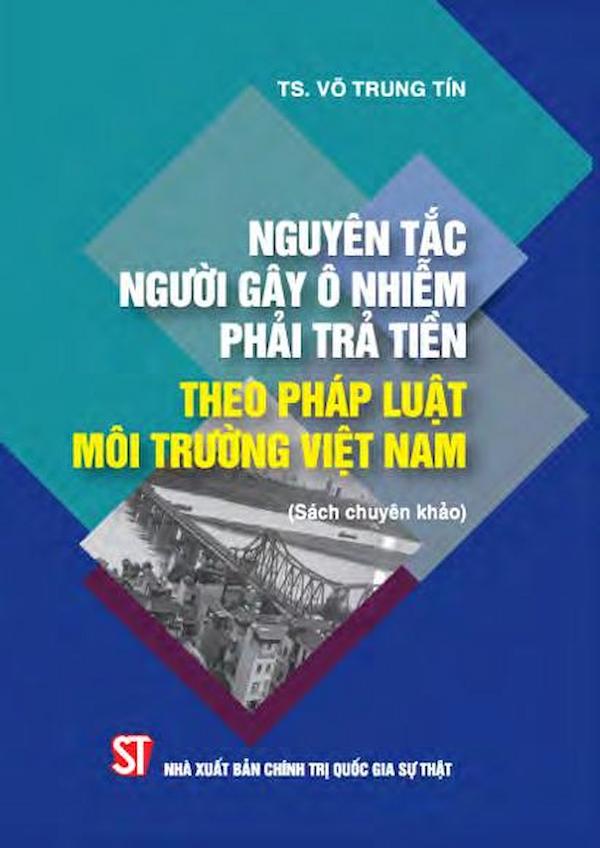 TS. VÕ TRUNG TÍN
NGUYÊN TẮC
NGƯỜI GÂY Ô NHIỄM
PHẢI TRẢ TIỀN
THEO PHÁP LUẬT
MÔI TRƯỜNG VIỆT NAM
(Sách chuyên khảo)
ST
NHÀ XUẤT BẢN CHÍNH TRỊ QUỐC GIA SỰ THẬT